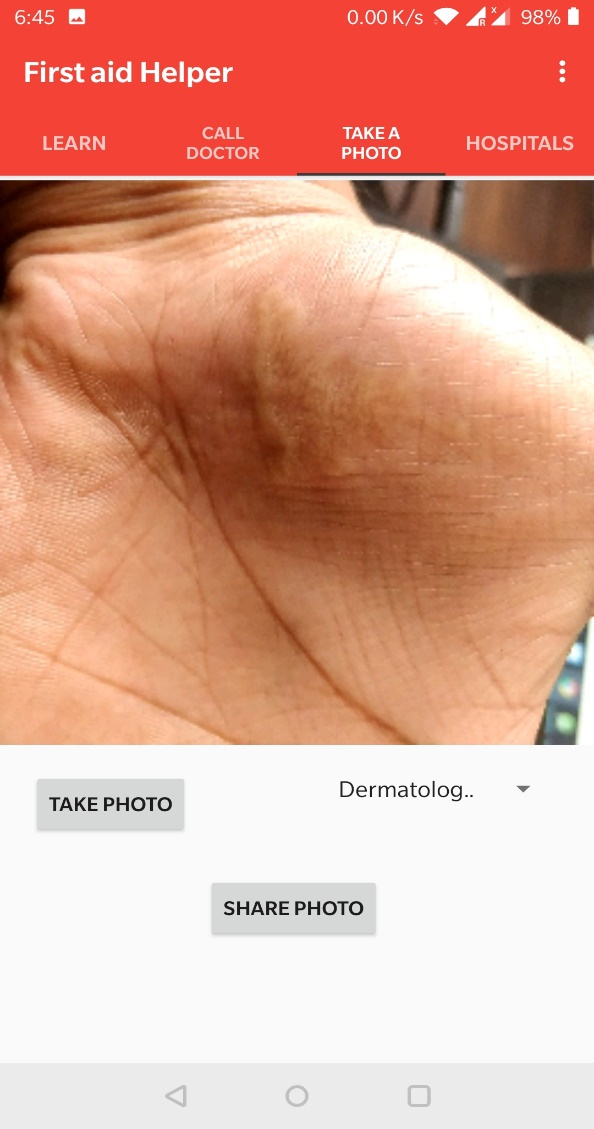 6:45 0.00 K/s R x 98%
First aid Helper
LEARN
CALL
DOCTOR
TAKE A
PHOTO
HOSPITALS
TAKE PHOTO
Dermatolog..
SHARE PHOTO